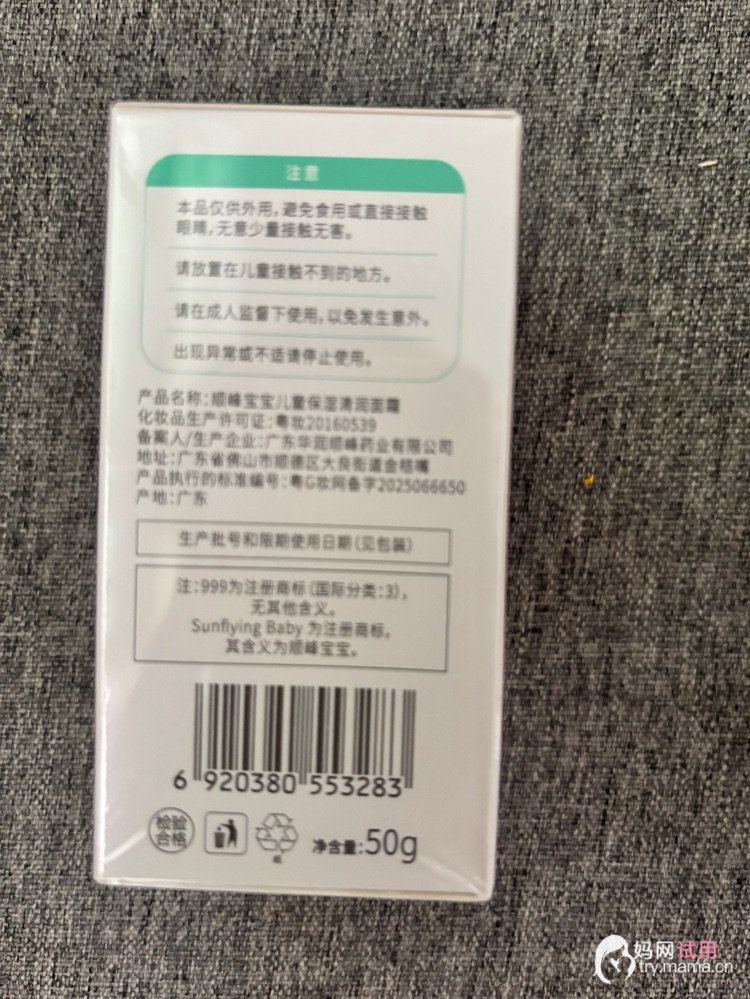 注意
本品仅供外用，避免食用或直接接触
眼睛，无意少量接触无害。
请放置在儿童接触不到的地方。
请在成人监督下使用，以免发生意外。
出现异常或不适请停止使用。
产品名称：顺峰宝宝儿童保湿清润面霜
化妆品生产许可证：粤妆20160539
备案人/生产企业：广东华润顺峰药业有限公司
地址：广东省佛山市顺德区大良街道金桔嘴
产品执行的标准编号：粤G妆网备字2025066650
产地：广东
生产批号和限期使用日期（见包装）
注：999为注册商标（国际分类：3），
无其他含义。
Sunflying Baby 为注册商标，
其含义为顺峰宝宝。
6 920380 553283
检验
合格
纸
净含量：50g
妈网试用
try.mama.cn